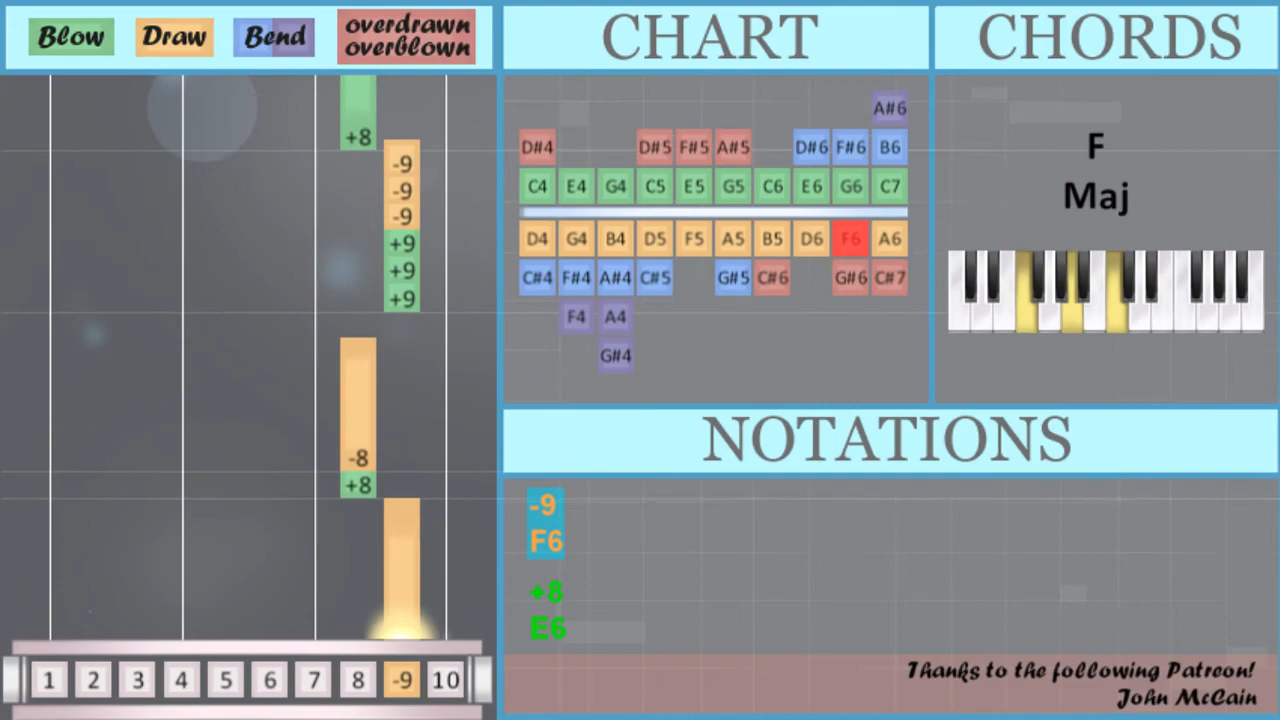 Blow
Draw
Bend
overdrawn
overblown
CHART
CHORDS
+8
-9
-9
-9
+9
+9
+9
-8
+8
A#6
D#4 D#5 F#5 A#5 D#6 F#6 B6
C4 E4 G4 C5 E5 G5 C6 E6 G6 C7
D4 G4 B4 D5 F5 A5 B5 D6 F6 A6
C#4 F#4 A#4 C#5 G#5 C#6 G#6 C#7
F4 A4
G#4
F
Maj
NOTATIONS
-9
F6
+8
E6
1 2 3 4 5 6 7 8 -9 10
Thanks to the following Patreon!
John McCain